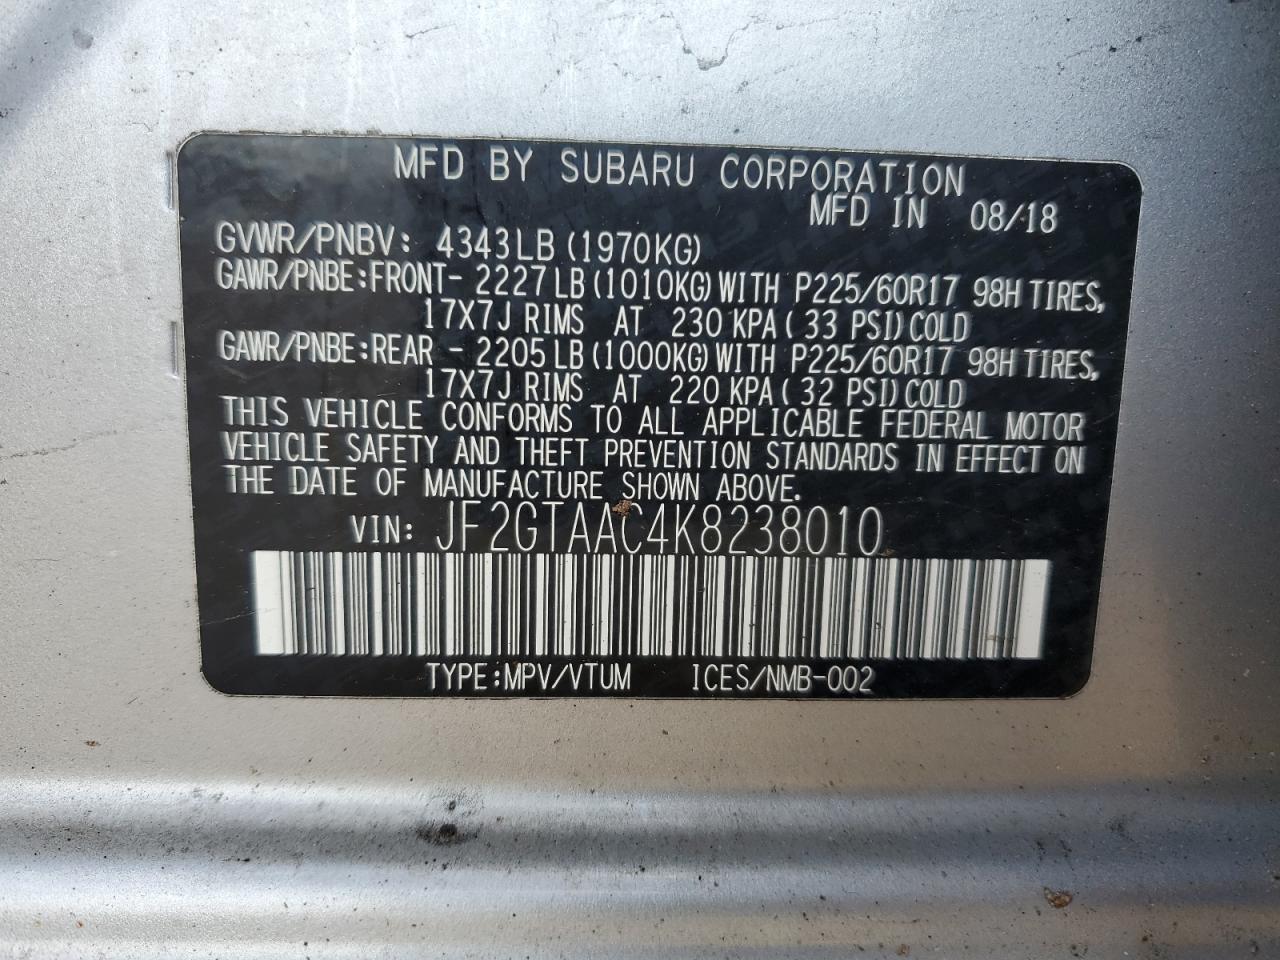 MFD BY SUBARU CORPORATION
MFD IN 08/18
GVWR/PNBV: 4343LB (1970KG)
GAWR/PNBE:FRONT- 2227 LB (1010KG) WITH P225/60R17 98H TIRES,
17X7J RIMS AT 230 KPA ( 33 PSI) COLD
GAWR/PNBE:REAR - 2205 LB (1000KG) WITH P225/60R17 98H TIRES,
17X7J RIMS AT 220 KPA ( 32 PSI) COLD
THIS VEHICLE CONFORMS TO ALL APPLICABLE FEDERAL MOTOR
VEHICLE SAFETY AND THEFT PREVENTION STANDARDS IN EFFECT ON
THE DATE OF MANUFACTURE SHOWN ABOVE.
VIN: JF2GTAAC4K8238010
TYPE:MPV/VTUM ICES/NMB-002